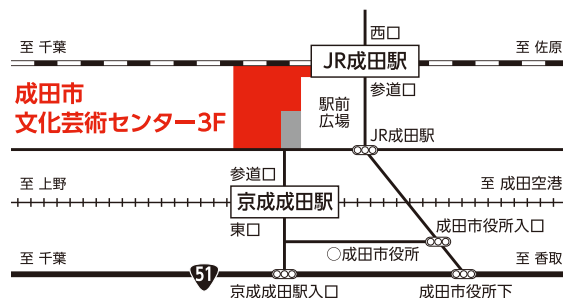 西口
至 千葉
JR成田駅
至 佐原
成田市
文化芸術センター3F
駅前
広場
参道口
JR成田駅
参道口
至 上野
至 成田空港
京成成田駅
東口
成田市役所入口
○成田市役所
至 千葉
51
至 香取
京成成田駅入口
成田市役所下